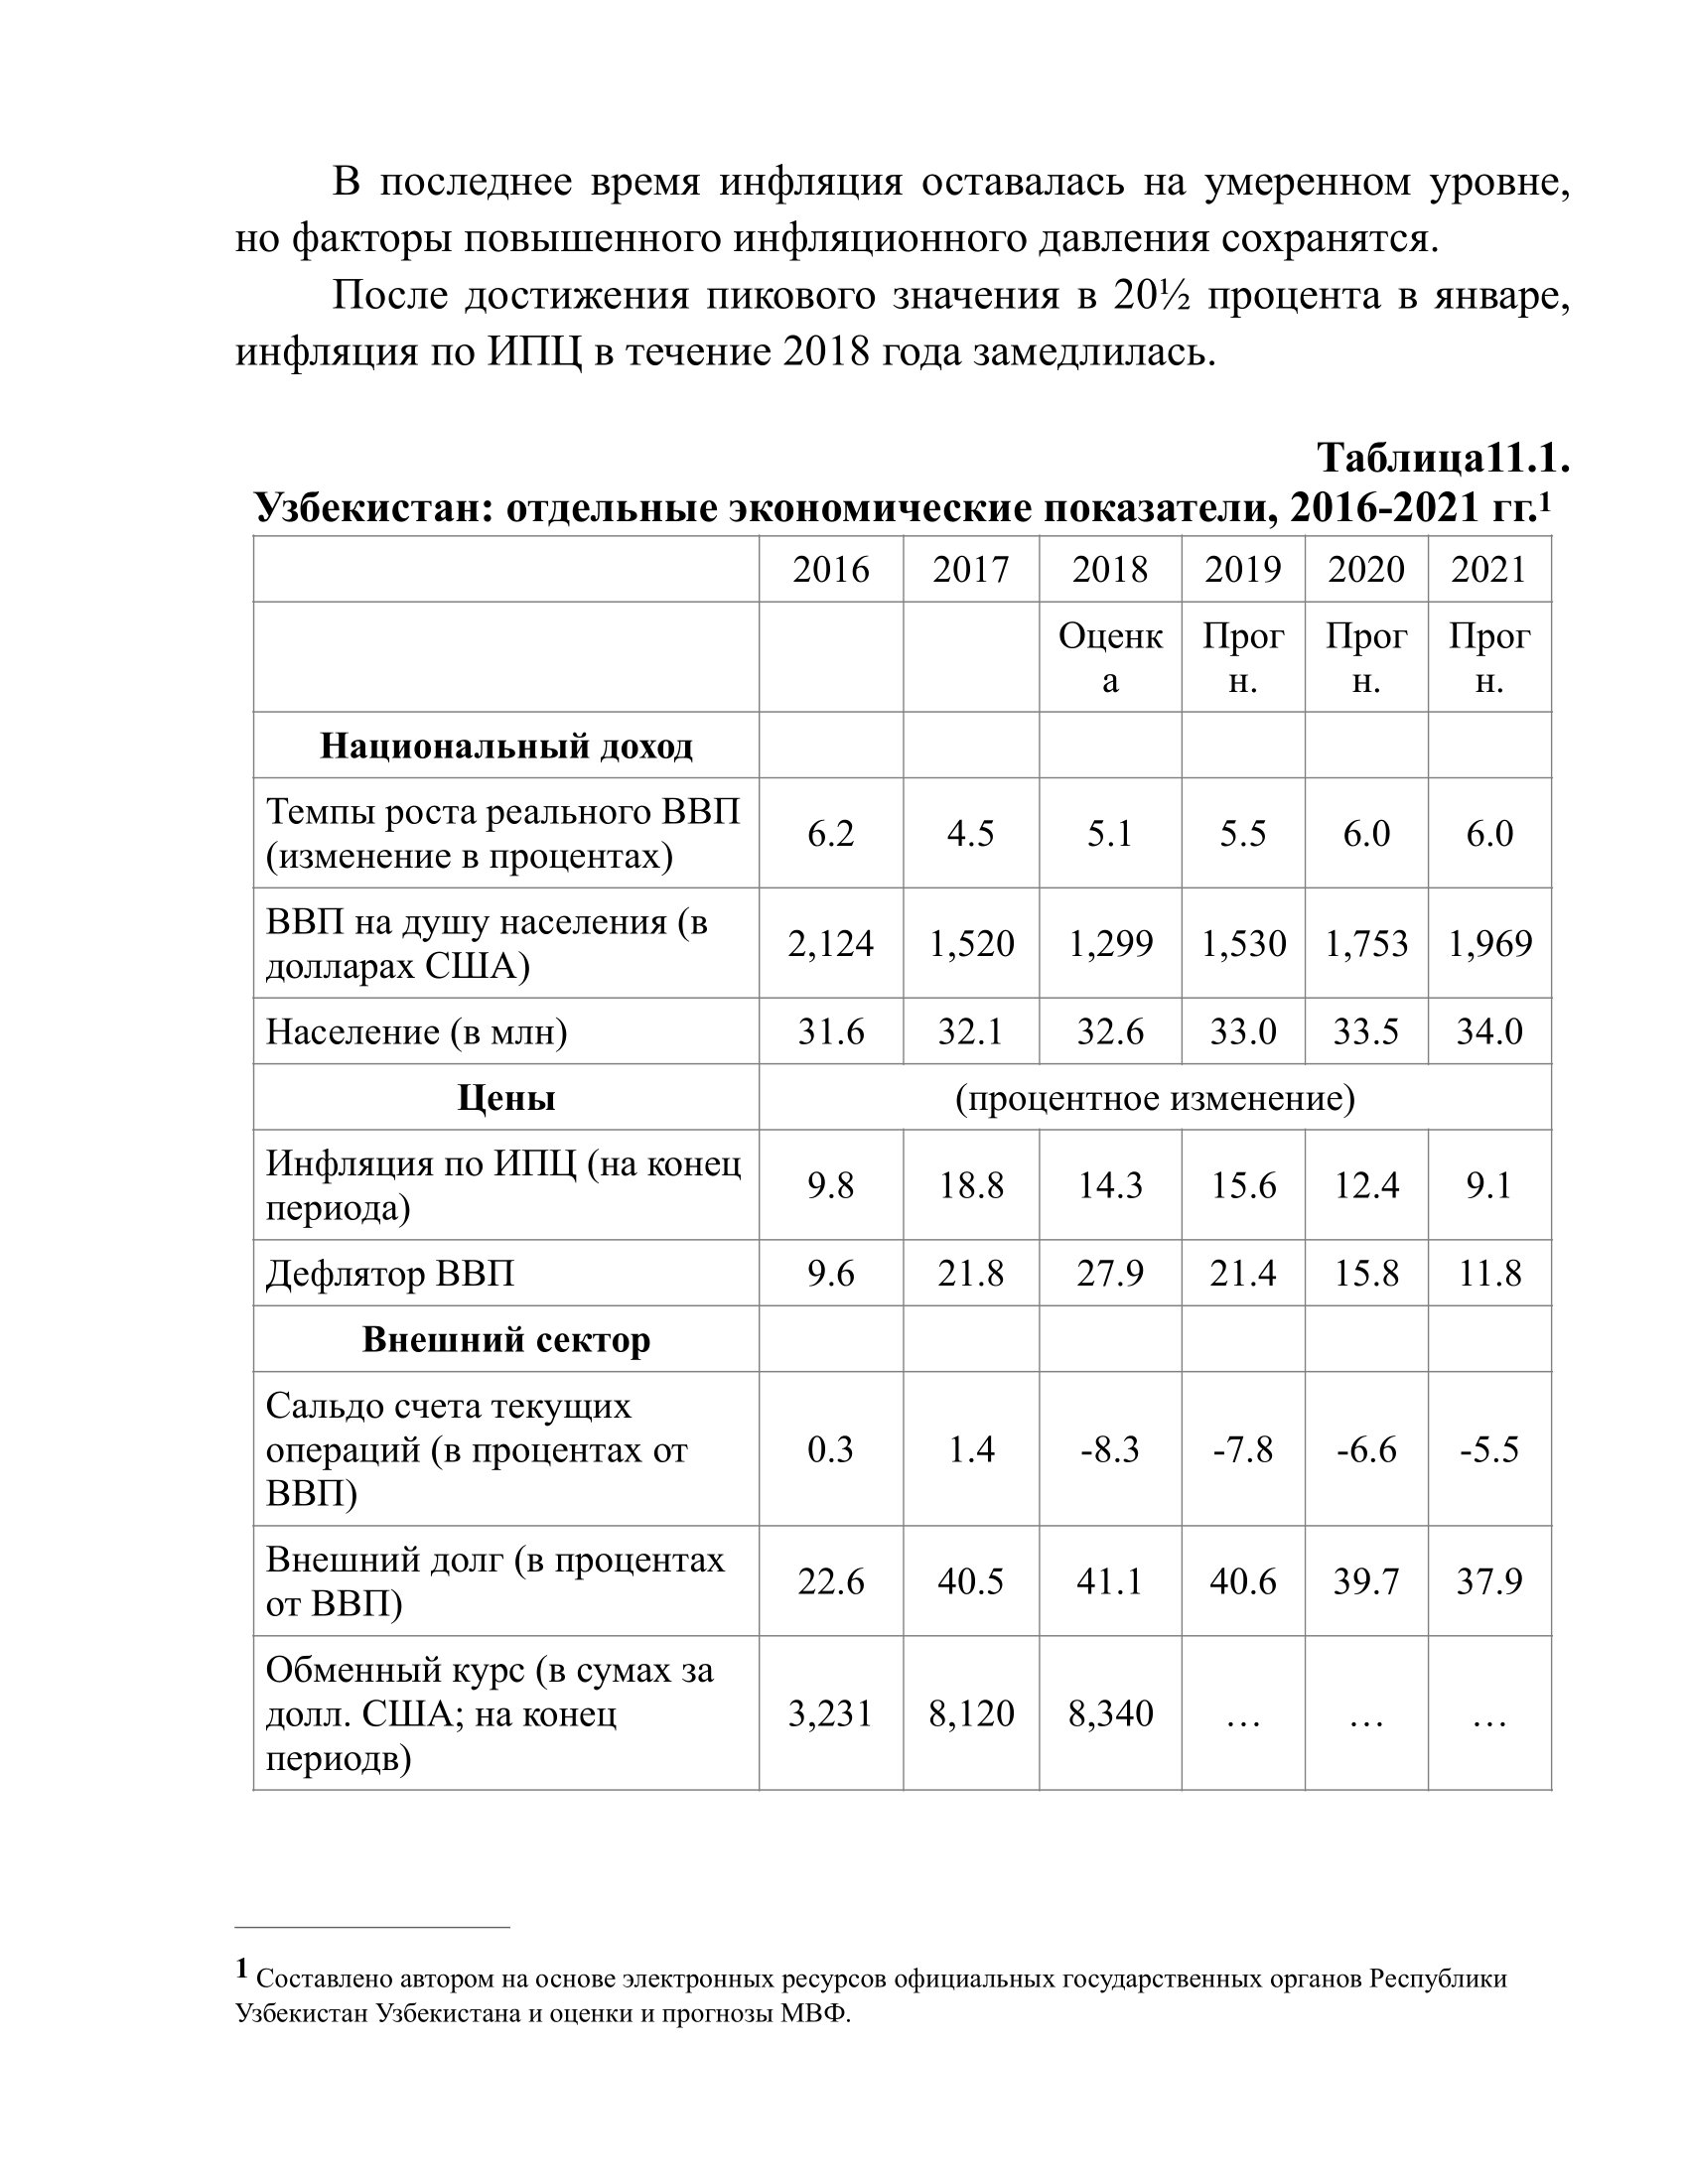 В последнее время инфляция оставалась на умеренном уровне,
но факторы повышенного инфляционного давления сохранятся.
После достижения пикового значения в 20½ процента в январе,
инфляция по ИПЦ в течение 2018 года замедлилась.
Таблица11.1.
Узбекистан: отдельные экономические показатели, 2016-2021 гг.¹
2016 2017 2018 2019 2020 2021
Оценк Прог Прог Прог
а н. н. н.
Национальный доход
Темпы роста реального ВВП
(изменение в процентах)
6.2 4.5 5.1 5.5 6.0 6.0
ВВП на душу населения (в
долларах США)
2,124 1,520 1,299 1,530 1,753 1,969
Население (в млн) 31.6 32.1 32.6 33.0 33.5 34.0
Цены (процентное изменение)
Инфляция по ИПЦ (на конец
периода)
9.8 18.8 14.3 15.6 12.4 9.1
Дефлятор ВВП 9.6 21.8 27.9 21.4 15.8 11.8
Внешний сектор
Сальдо счета текущих
операций (в процентах от
ВВП)
0.3 1.4 -8.3 -7.8 -6.6 -5.5
Внешний долг (в процентах
от ВВП)
22.6 40.5 41.1 40.6 39.7 37.9
Обменный курс (в сумах за
долл. США; на конец
периодв)
3,231 8,120 8,340 … … …
1 Составлено автором на основе электронных ресурсов официальных государственных органов Республики
Узбекистан Узбекистана и оценки и прогнозы МВФ.